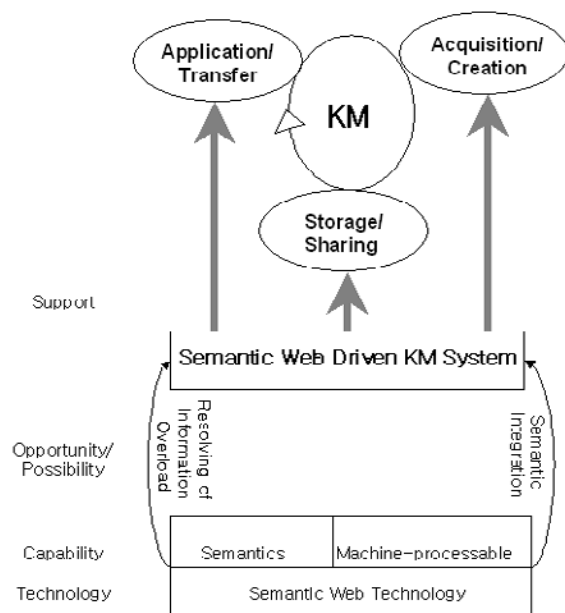 Application/
Transfer
Acquisition/
Creation
KM
Storage/
Sharing
Support
Semantic Web Driven KM System
Opportunity/
Possibility
Resolving of
Information
Overload
Semantic
Integration
Capability
Semantics
Machine-processable
Technology
Semantic Web Technology